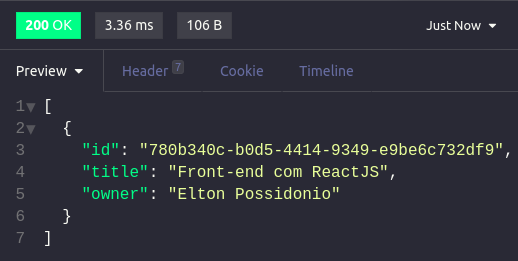 200 OK 3.36 ms 106 B Just Now
Preview Header 7 Cookie Timeline
1 [
2 {
3 "id": "780b340c-b0d5-4414-9349-e9be6c732df9",
4 "title": "Front-end com ReactJS",
5 "owner": "Elton Possidonio"
6 }
7 ]